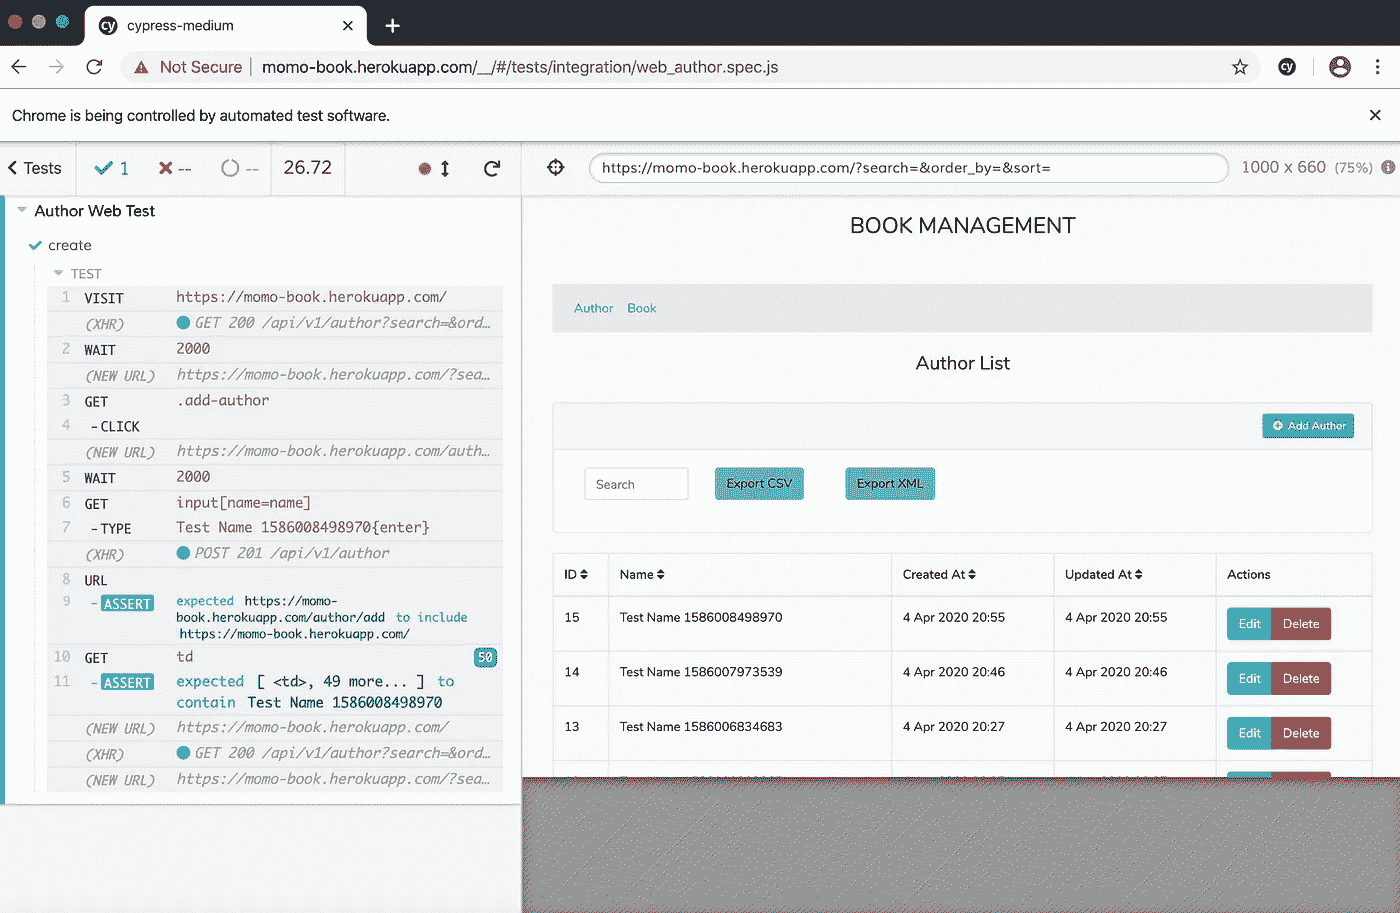 cypress-medium
Not Secure momo-book.herokuapp.com/__/#/tests/integration/web_author.spec.js
Chrome is being controlled by automated test software.
Tests 1 -- -- 26.72
https://momo-book.herokuapp.com/?search=&order_by=&sort= 1000 x 660 (75%)
Author Web Test
create
TEST
1 VISIT https://momo-book.herokuapp.com/
(XHR) GET 200 /api/v1/author?search=&ord...
2 WAIT 2000
(NEW URL) https://momo-book.herokuapp.com/?sea...
3 GET .add-author
4 -CLICK
(NEW URL) https://momo-book.herokuapp.com/auth...
5 WAIT 2000
6 GET input[name=name]
7 -TYPE Test Name 1586008498970{enter}
(XHR) POST 201 /api/v1/author
8 URL
9 -ASSERT expected https://momo-
book.herokuapp.com/author/add to include
https://momo-book.herokuapp.com/
10 GET td 50
11 -ASSERT expected [ <td>, 49 more... ] to
contain Test Name 1586008498970
(NEW URL) https://momo-book.herokuapp.com/
(XHR) GET 200 /api/v1/author?search=&ord...
(NEW URL) https://momo-book.herokuapp.com/?sea...
BOOK MANAGEMENT
Author Book
Author List
Add Author
Search Export CSV Export XML
ID Name Created At Updated At Actions
15 Test Name 1586008498970 4 Apr 2020 20:55 4 Apr 2020 20:55 Edit Delete
14 Test Name 1586007973539 4 Apr 2020 20:46 4 Apr 2020 20:46 Edit Delete
13 Test Name 1586006834683 4 Apr 2020 20:27 4 Apr 2020 20:27 Edit Delete